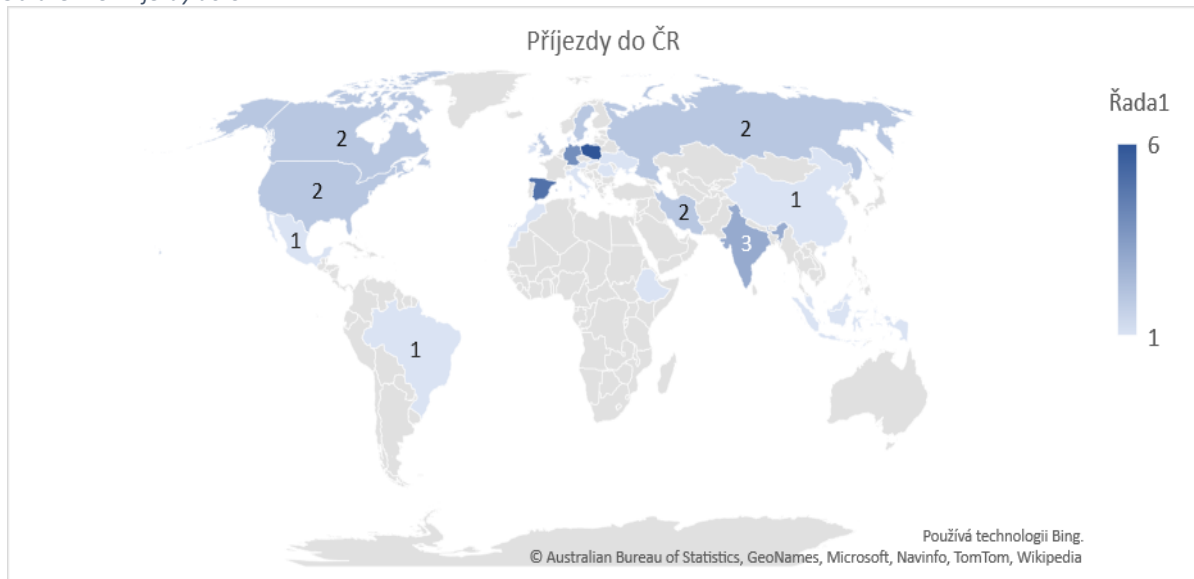 Příjezdy do ČR
Řada1
6
1
2
2
1
1
2
2
3
1
Používá technologii Bing.
© Australian Bureau of Statistics, GeoNames, Microsoft, Navinfo, TomTom, Wikipedia